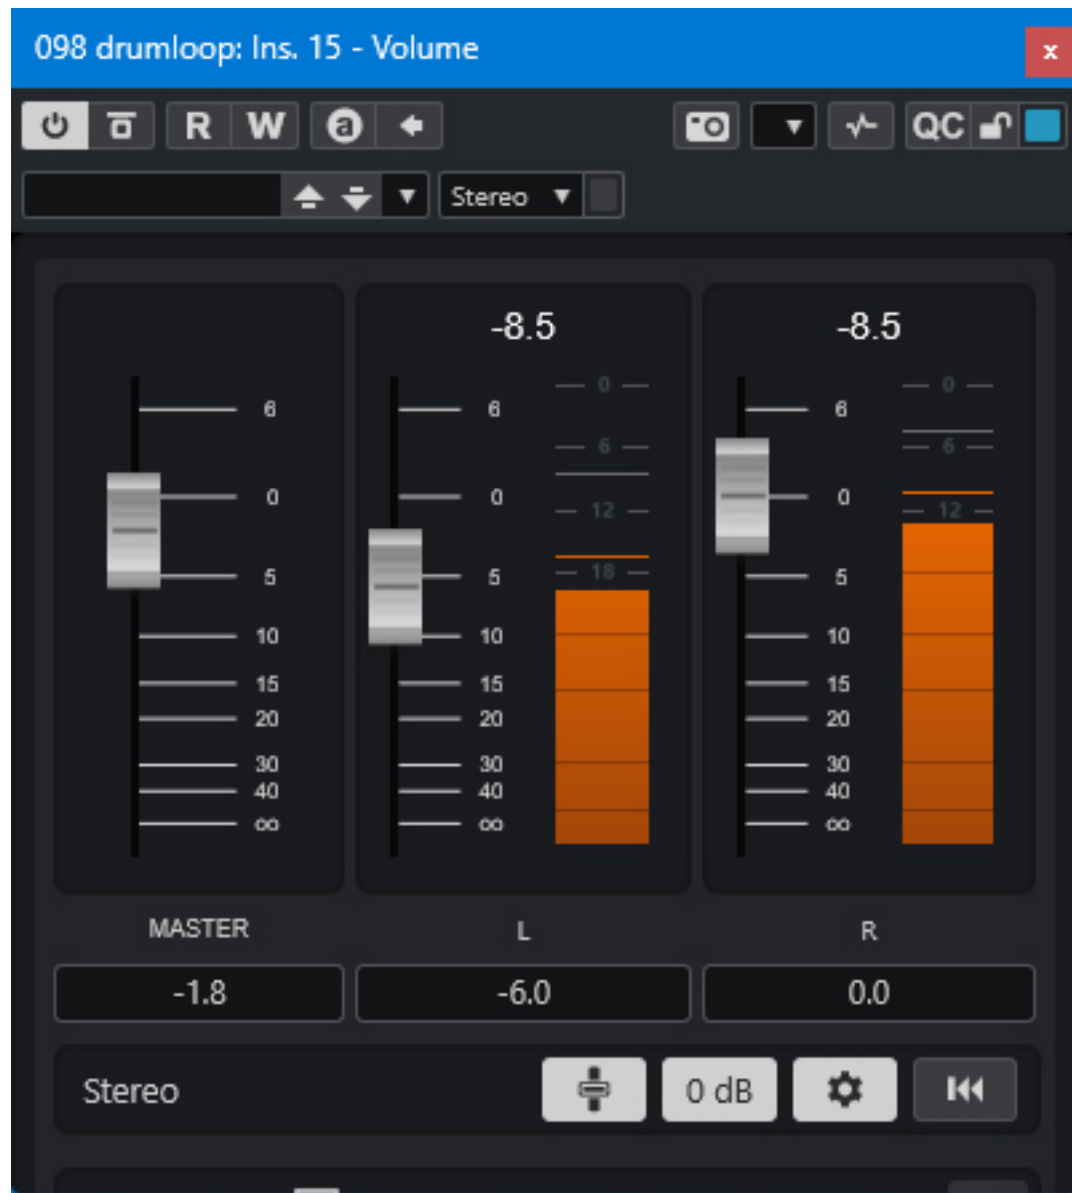 098 drumloop: Ins. 15 - Volume x
R W a QC
Stereo
-8.5 -8.5
6 6 0 6 0
0 0 6 0 6
12 12
5 5 18 5
10 10 10
15 15 15
20 20 20
30 30 30
40 40 40
∞ ∞ ∞
MASTER L R
-1.8 -6.0 0.0
Stereo 0 dB